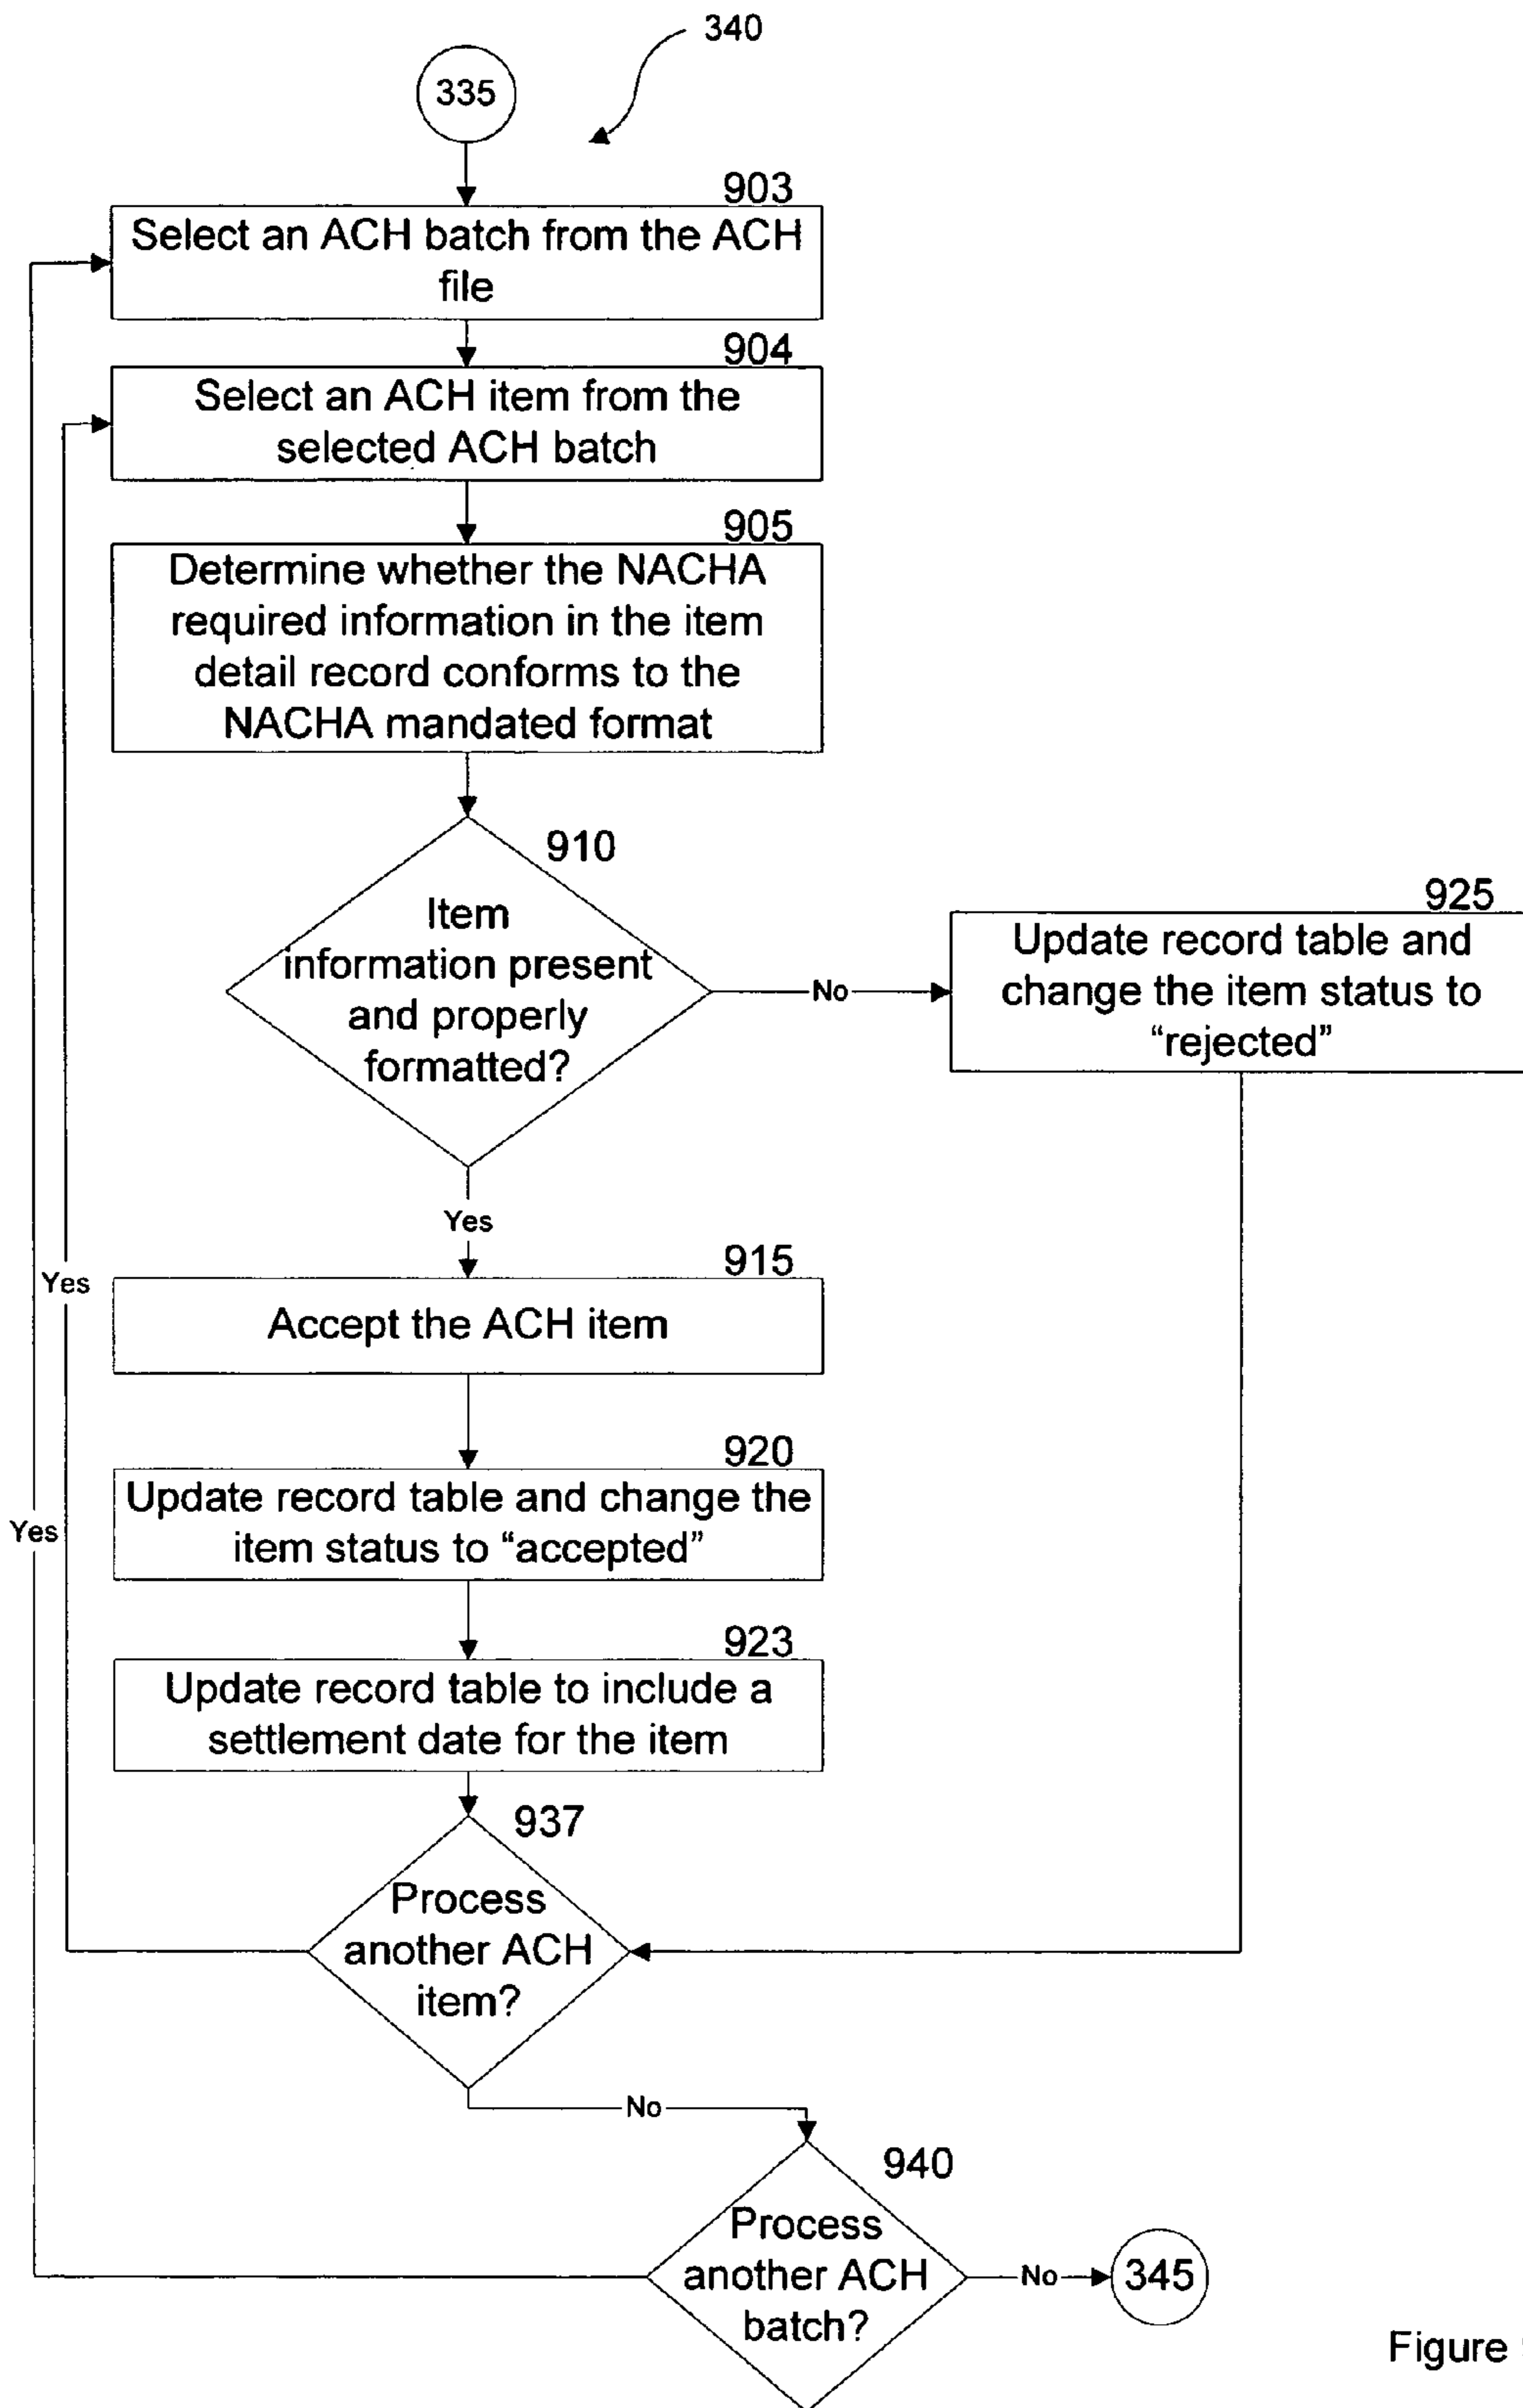 340
335
903
Select an ACH batch from the ACH
file
904
Select an ACH item from the
selected ACH batch
905
Determine whether the NACHA
required information in the item
detail record conforms to the
NACHA mandated format
910
Item
information present
and properly
formatted?
No
925
Update record table and
change the item status to
“rejected”
Yes
915
Accept the ACH item
Yes
920
Update record table and change the
item status to “accepted”
Yes
923
Update record table to include a
settlement date for the item
937
Process
another ACH
item?
No
940
Process
another ACH
batch?
No
345
Figure